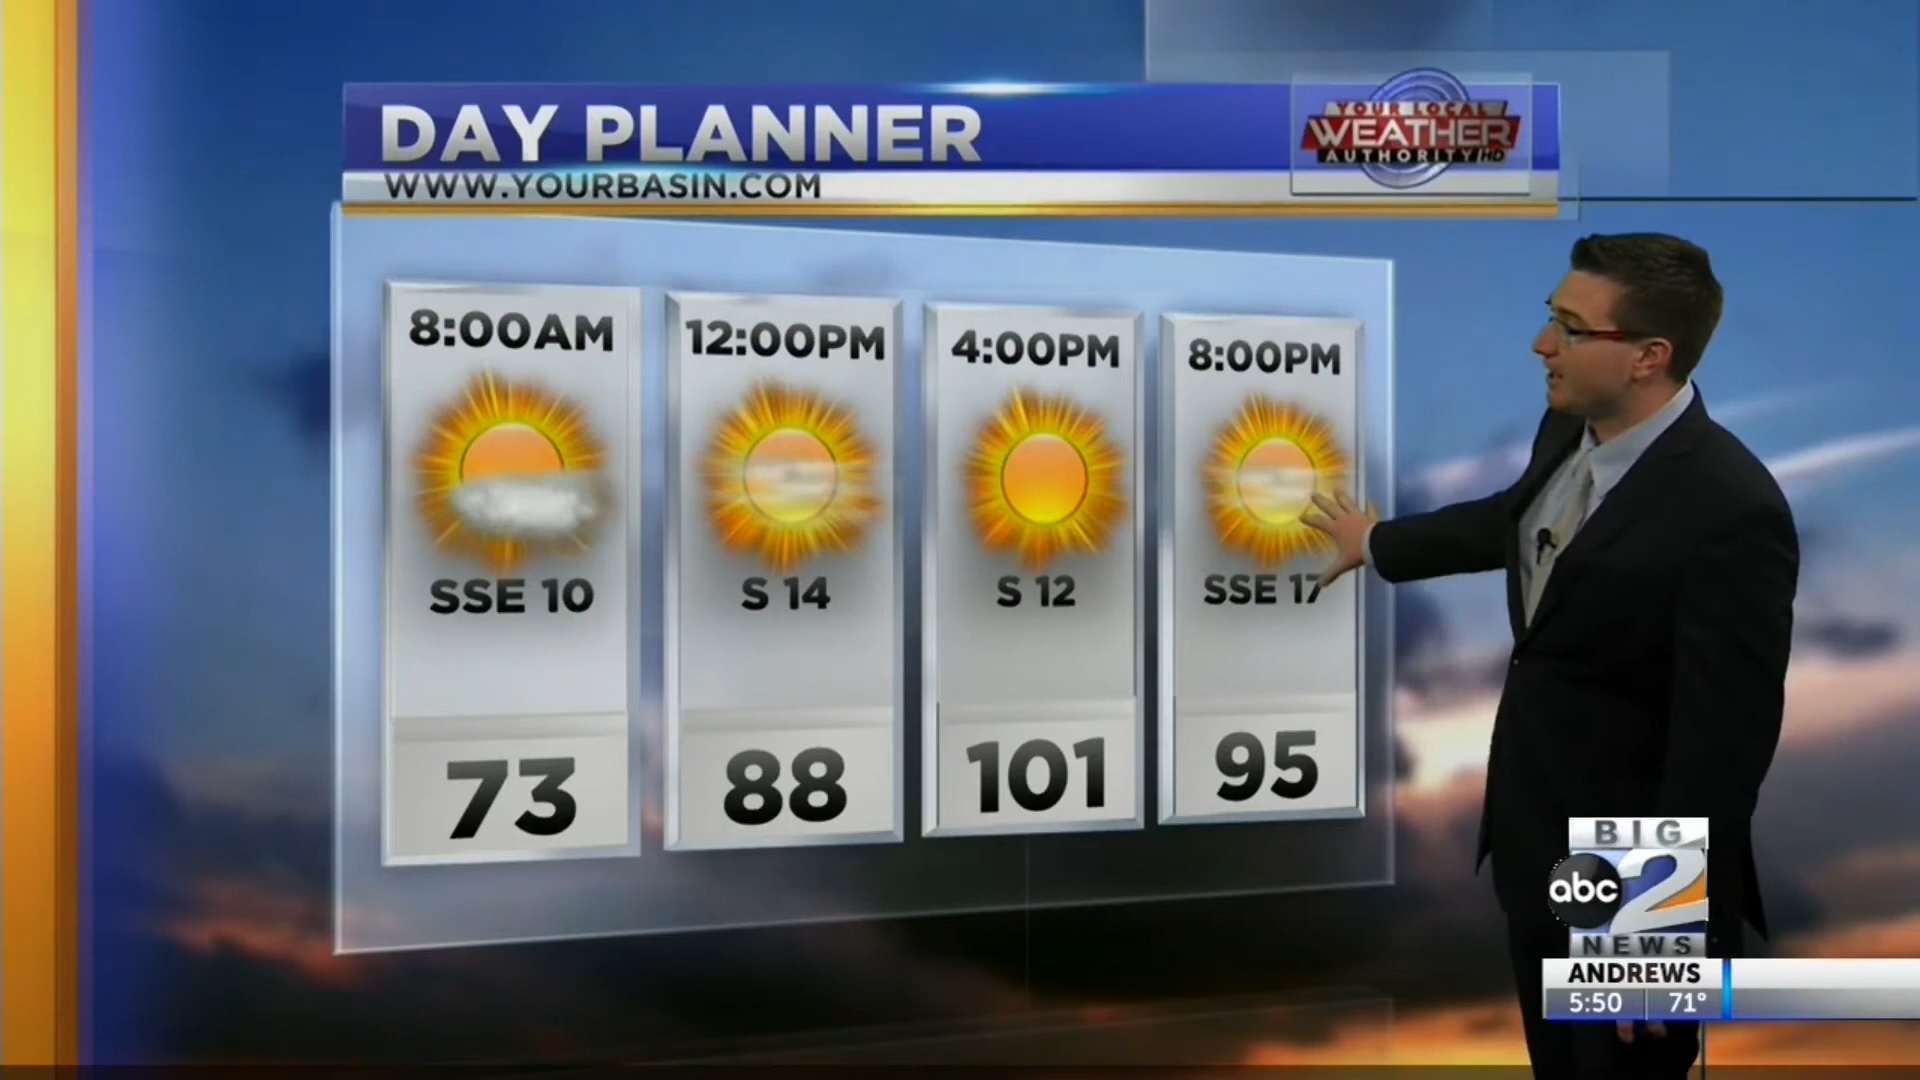 DAY PLANNER
WWW.YOURBASIN.COM
YOUR LOCAL
WEATHER
AUTHORITY HD
8:00AM
12:00PM
4:00PM
8:00PM
SSE 10
S 14
S 12
SSE 17
73
88
101
95
BIG
abc 2
NEWS
ANDREWS
5:50 71°